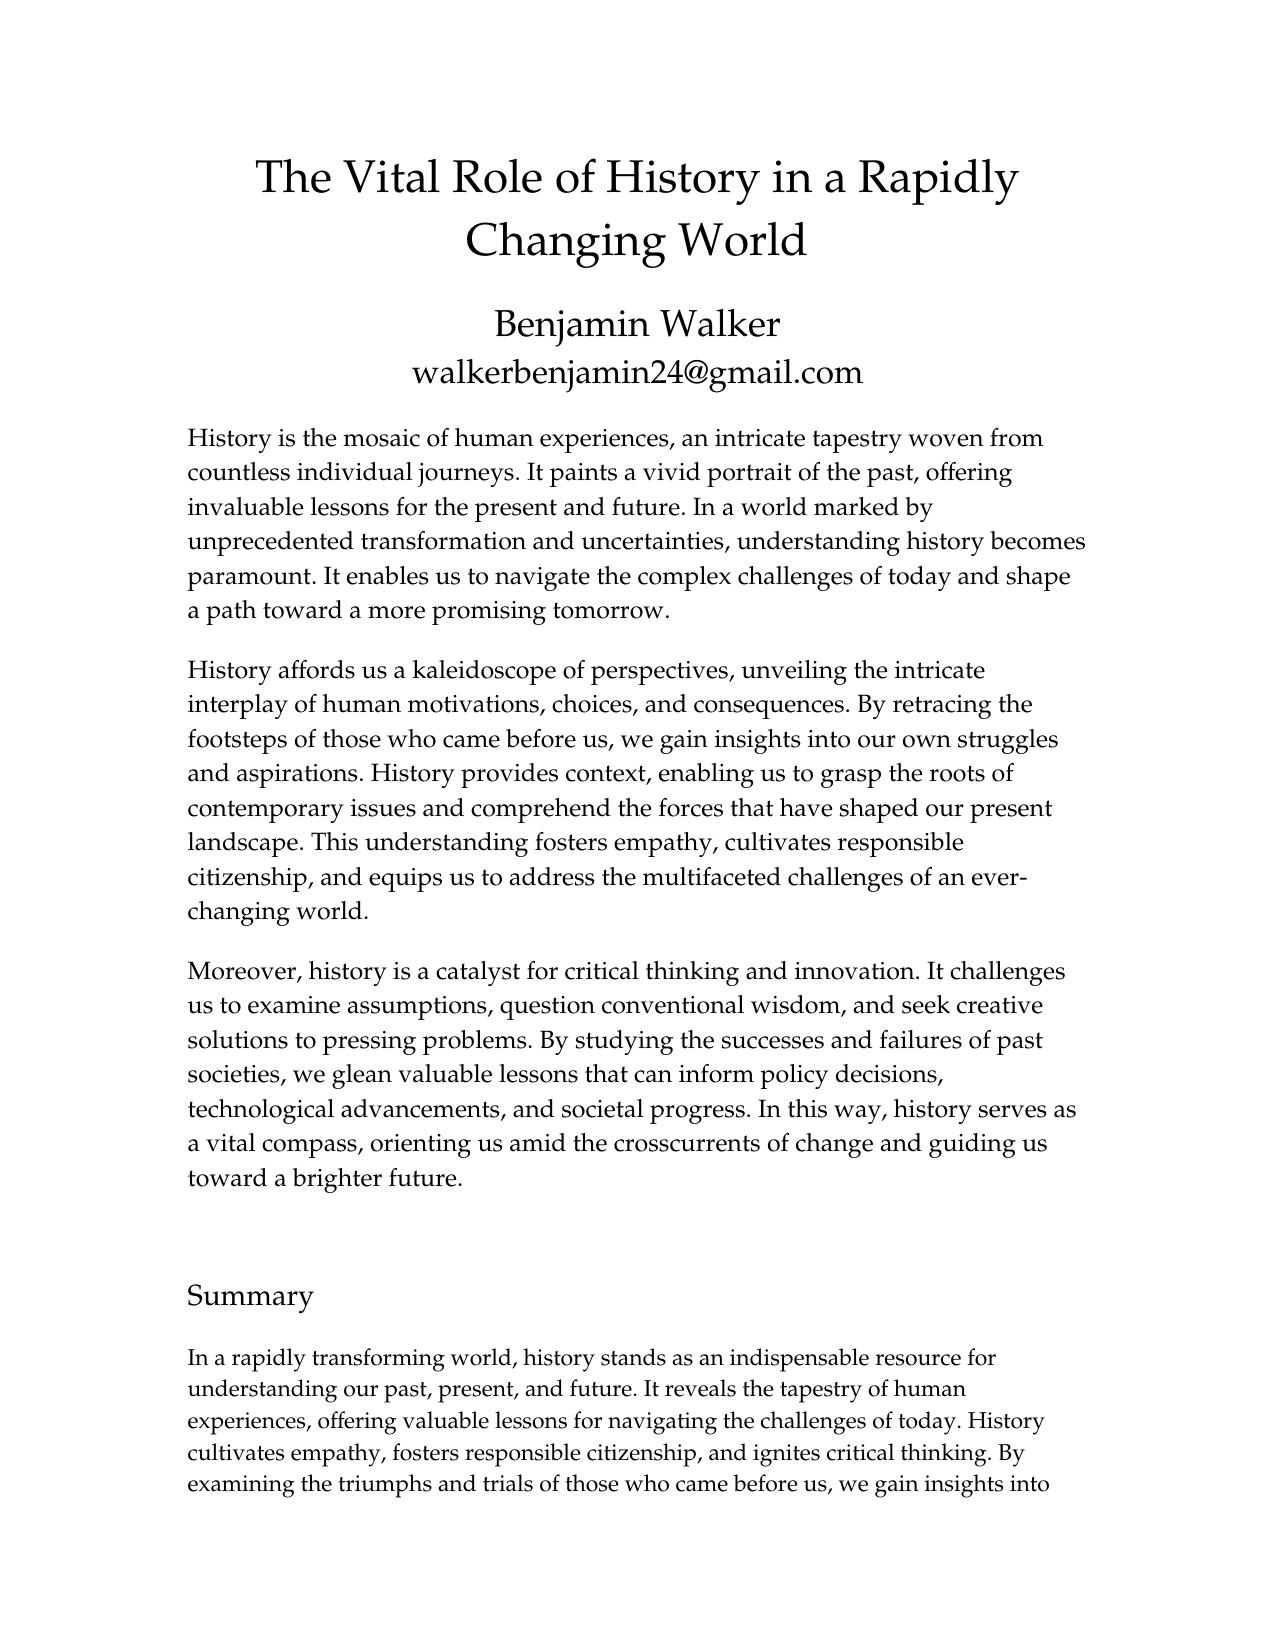 The Vital Role of History in a Rapidly
Changing World
Benjamin Walker
walkerbenjamin24@gmail.com
History is the mosaic of human experiences, an intricate tapestry woven from
countless individual journeys. It paints a vivid portrait of the past, offering
invaluable lessons for the present and future. In a world marked by
unprecedented transformation and uncertainties, understanding history becomes
paramount. It enables us to navigate the complex challenges of today and shape
a path toward a more promising tomorrow.
History affords us a kaleidoscope of perspectives, unveiling the intricate
interplay of human motivations, choices, and consequences. By retracing the
footsteps of those who came before us, we gain insights into our own struggles
and aspirations. History provides context, enabling us to grasp the roots of
contemporary issues and comprehend the forces that have shaped our present
landscape. This understanding fosters empathy, cultivates responsible
citizenship, and equips us to address the multifaceted challenges of an ever-
changing world.
Moreover, history is a catalyst for critical thinking and innovation. It challenges
us to examine assumptions, question conventional wisdom, and seek creative
solutions to pressing problems. By studying the successes and failures of past
societies, we glean valuable lessons that can inform policy decisions,
technological advancements, and societal progress. In this way, history serves as
a vital compass, orienting us amid the crosscurrents of change and guiding us
toward a brighter future.
Summary
In a rapidly transforming world, history stands as an indispensable resource for
understanding our past, present, and future. It reveals the tapestry of human
experiences, offering valuable lessons for navigating the challenges of today. History
cultivates empathy, fosters responsible citizenship, and ignites critical thinking. By
examining the triumphs and trials of those who came before us, we gain insights into